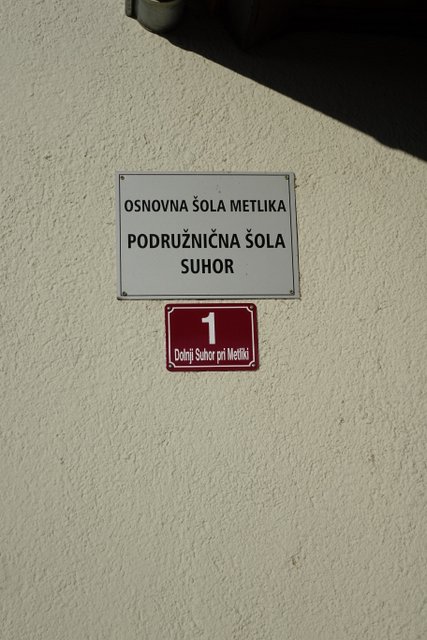 OSNOVNA ŠOLA METLIKA
PODRUŽNIČNA ŠOLA
SUHOR
1
Dolnji Suhor pri Metliki